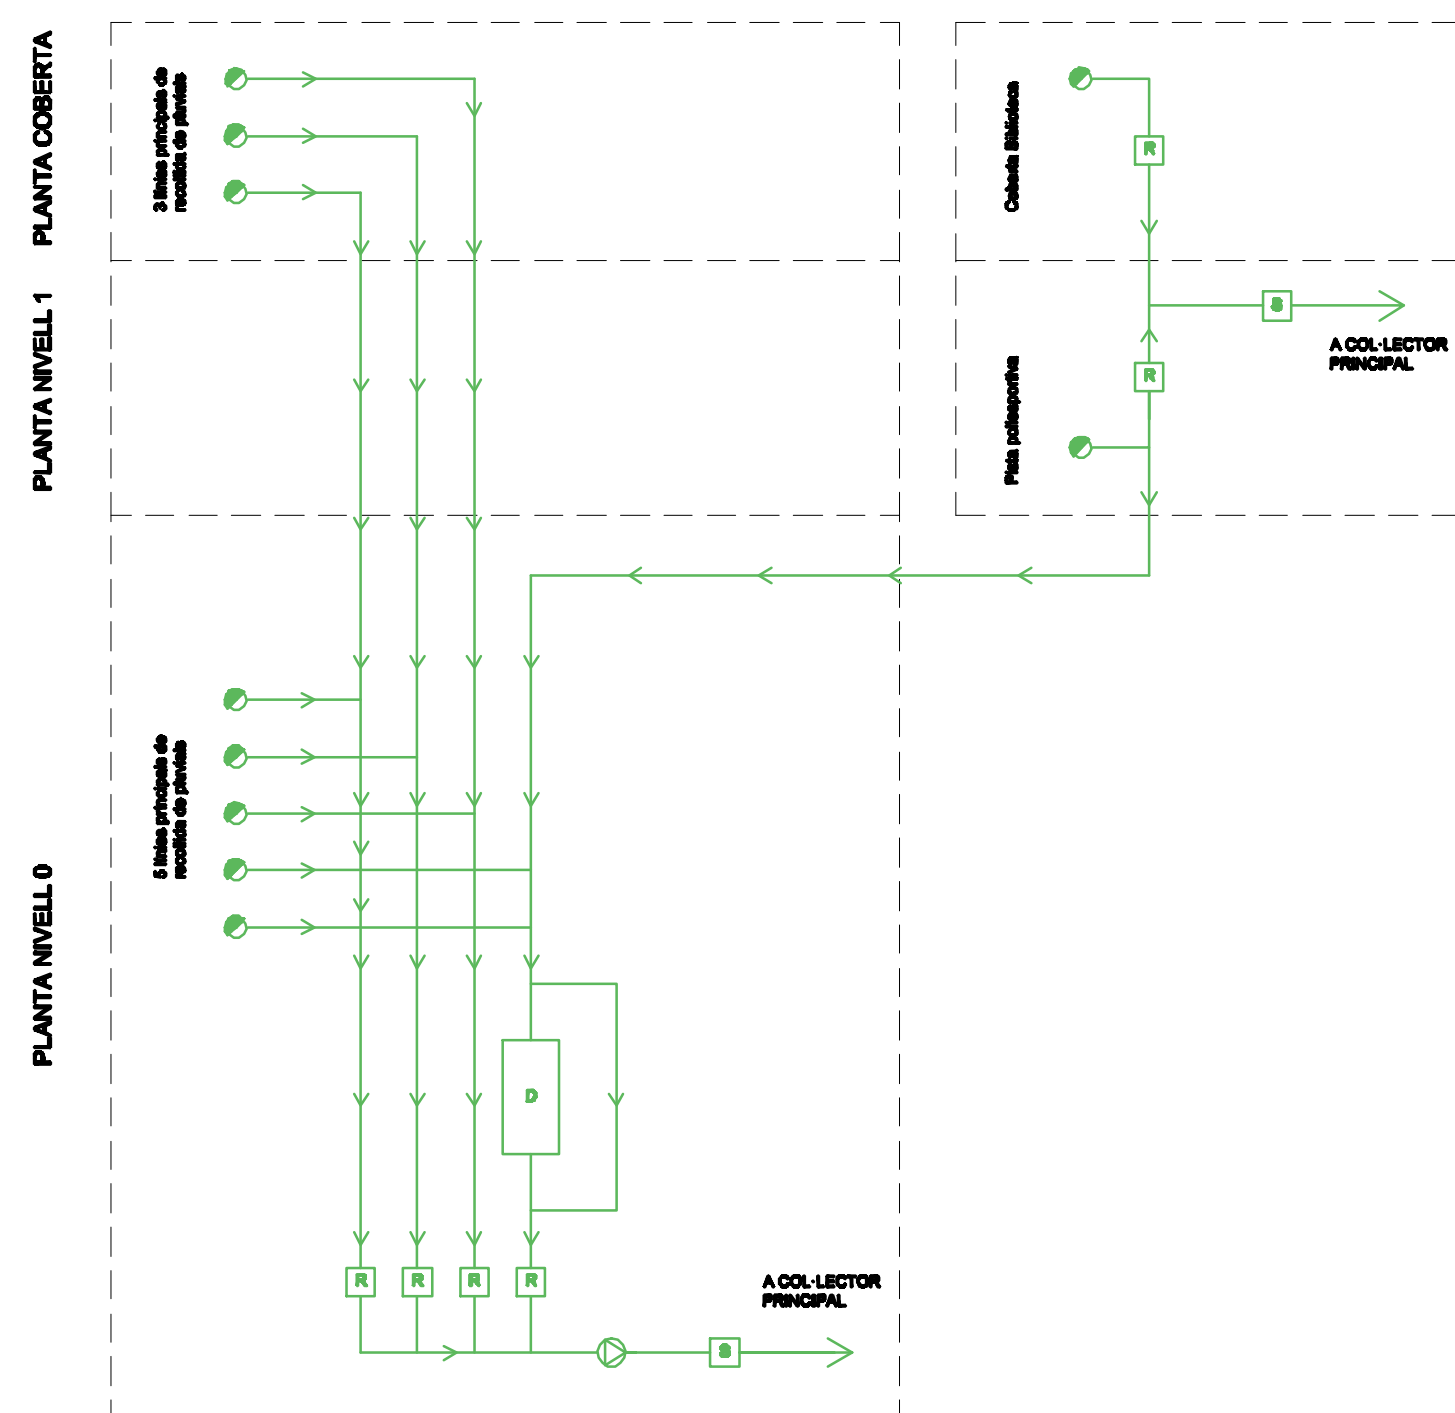 PLANTA COBERTA
3 línies principals de
recollida de pluvials
Coberta Biblioteca
R
PLANTA NIVELL 1
S
A COL·LECTOR
PRINCIPAL
R
Pista poliesportiva
PLANTA NIVELL 0
5 línies principals de
recollida de pluvials
D
R
R
R
R
A COL·LECTOR
PRINCIPAL
S